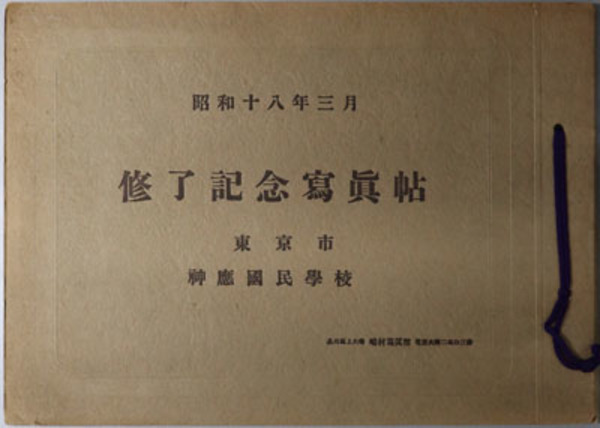 昭和十八年三月
修了記念寫眞帖
東京市
神應國民學校